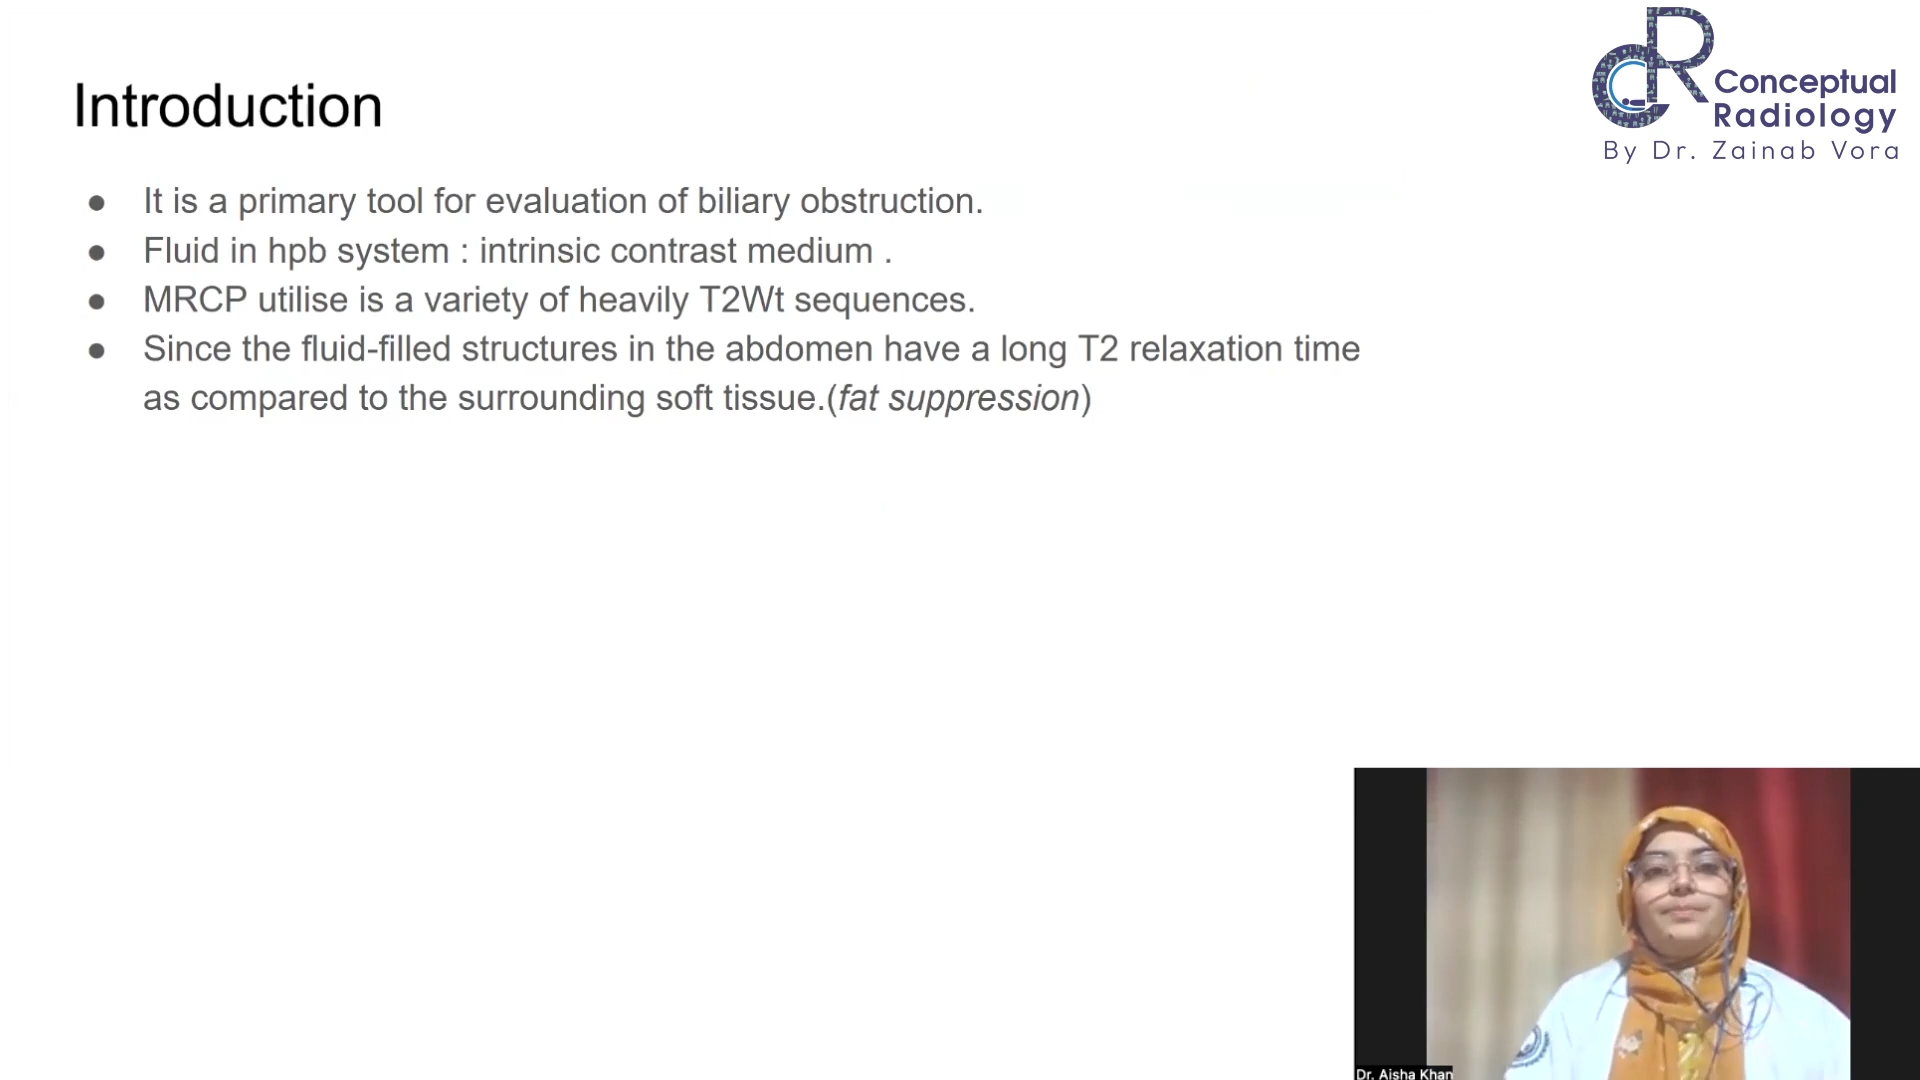 Introduction
● It is a primary tool for evaluation of biliary obstruction.
● Fluid in hpb system : intrinsic contrast medium .
● MRCP utilise is a variety of heavily T2Wt sequences.
● Since the fluid-filled structures in the abdomen have a long T2 relaxation time
as compared to the surrounding soft tissue.(fat suppression)
CR
Conceptual
Radiology
By Dr. Zainab Vora
Dr. Aisha Khan